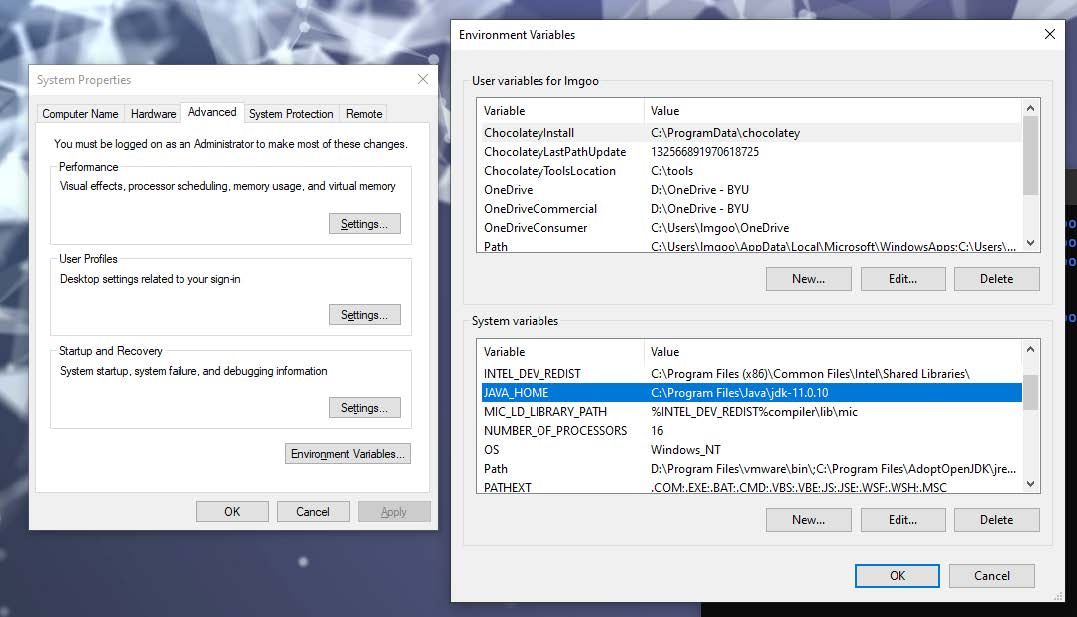 System Properties
Computer Name Hardware Advanced System Protection Remote
You must be logged on as an Administrator to make most of these changes.
Performance
Visual effects, processor scheduling, memory usage, and virtual memory
Settings...
User Profiles
Desktop settings related to your sign-in
Settings...
Startup and Recovery
System startup, system failure, and debugging information
Settings...
Environment Variables...
OK Cancel Apply
Environment Variables
User variables for lmgoo
Variable Value
ChocolateyInstall C:\ProgramData\chocolatey
ChocolateyLastPathUpdate 132566891970618725
ChocolateyToolsLocation C:\tools
OneDrive D:\OneDrive - BYU
OneDriveCommercial D:\OneDrive - BYU
OneDriveConsumer C:\Users\lmgoo\OneDrive
Path C:\Users\lmgoo\AppData\Local\Microsoft\WindowsApps;C:\Users\...
New... Edit... Delete
System variables
Variable Value
INTEL_DEV_REDIST C:\Program Files (x86)\Common Files\Intel\Shared Libraries\
JAVA_HOME C:\Program Files\Java\jdk-11.0.10
MIC_LD_LIBRARY_PATH %INTEL_DEV_REDIST%compiler\lib\mic
NUMBER_OF_PROCESSORS 16
OS Windows_NT
Path D:\Program Files\vmware\bin\;C:\Program Files\AdoptOpenJDK\jre...
PATHEXT .COM;.EXE;.BAT;.CMD;.VBS;.VBE;.JS;.JSE;.WSF;.WSH;.MSC
New... Edit... Delete
OK Cancel